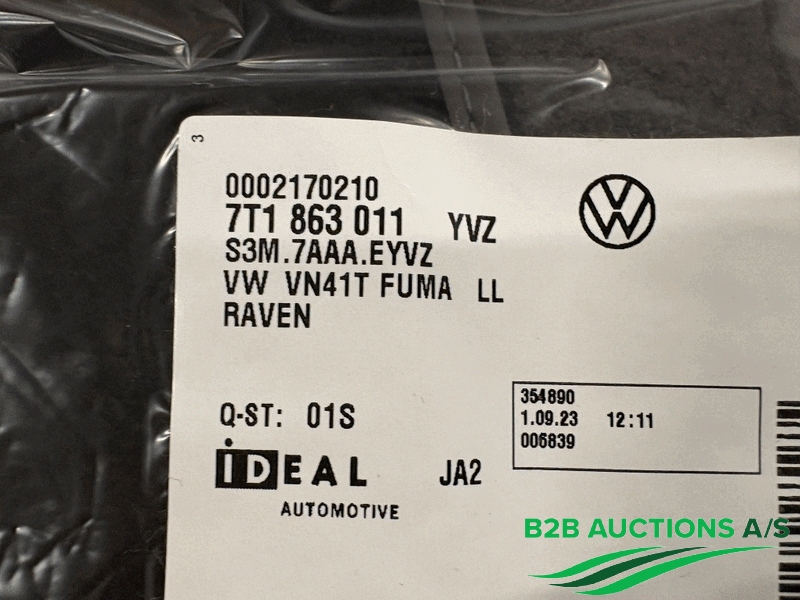 3
0002170210
7T1 863 011 YVZ
S3M.7AAA.EYVZ
VW VN41T FUMA LL
RAVEN
Q-ST: 01S
354890
1.09.23 12:11
006839
iDEAL JA2
AUTOMOTIVE
B2B AUCTIONS A/S